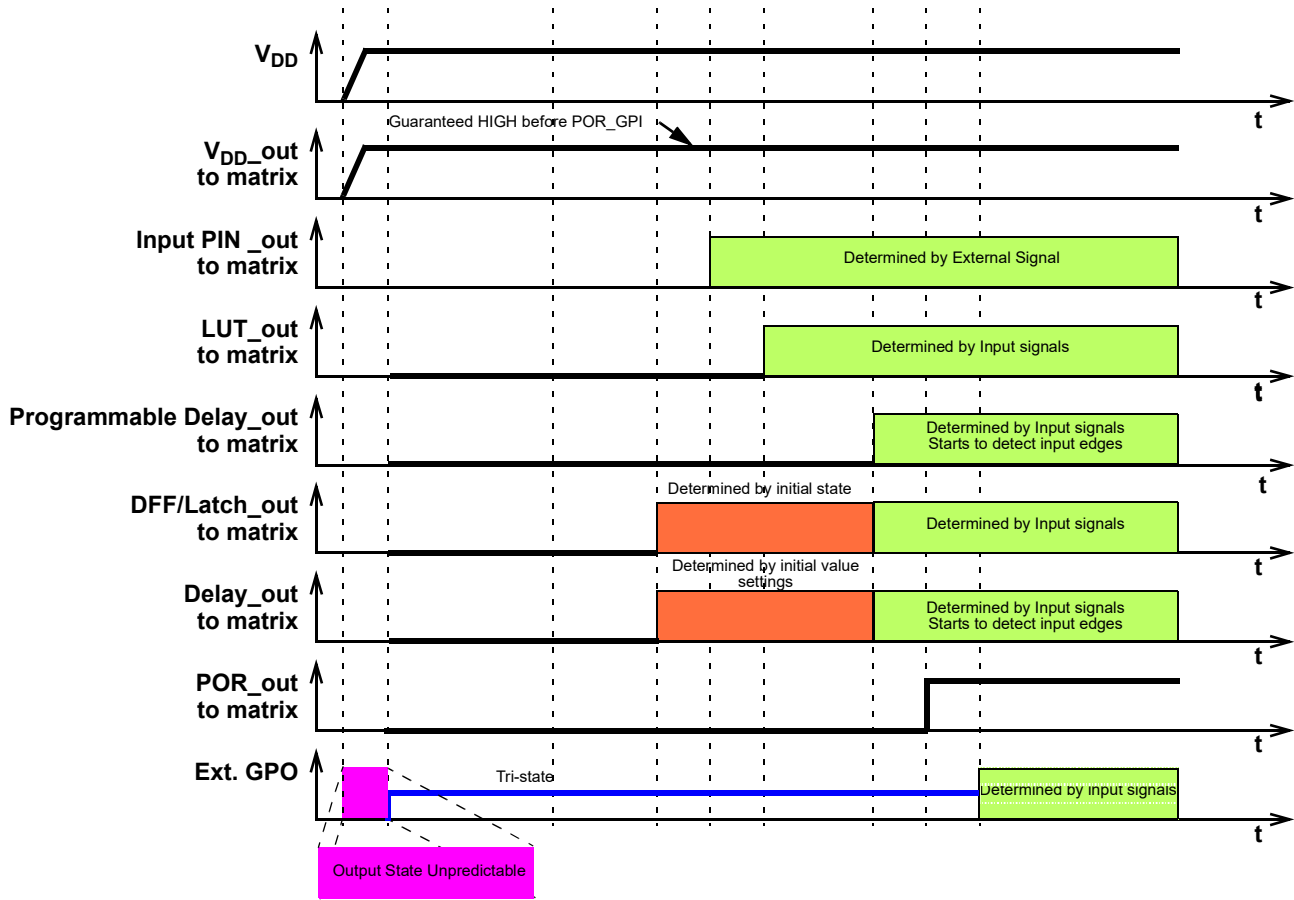 V_DD
t
Guaranteed HIGH before POR_GPI
V_DD_out
to matrix
t
Input PIN _out
to matrix
Determined by External Signal
t
LUT_out
to matrix
Determined by Input signals
t
Programmable Delay_out
to matrix
Determined by Input signals
Starts to detect input edges
t
Determined by initial state
DFF/Latch_out
to matrix
Determined by Input signals
t
Determined by initial value
settings
Delay_out
to matrix
Determined by Input signals
Starts to detect input edges
t
POR_out
to matrix
t
Ext. GPO
Tri-state
Determined by input signals
t
Output State Unpredictable